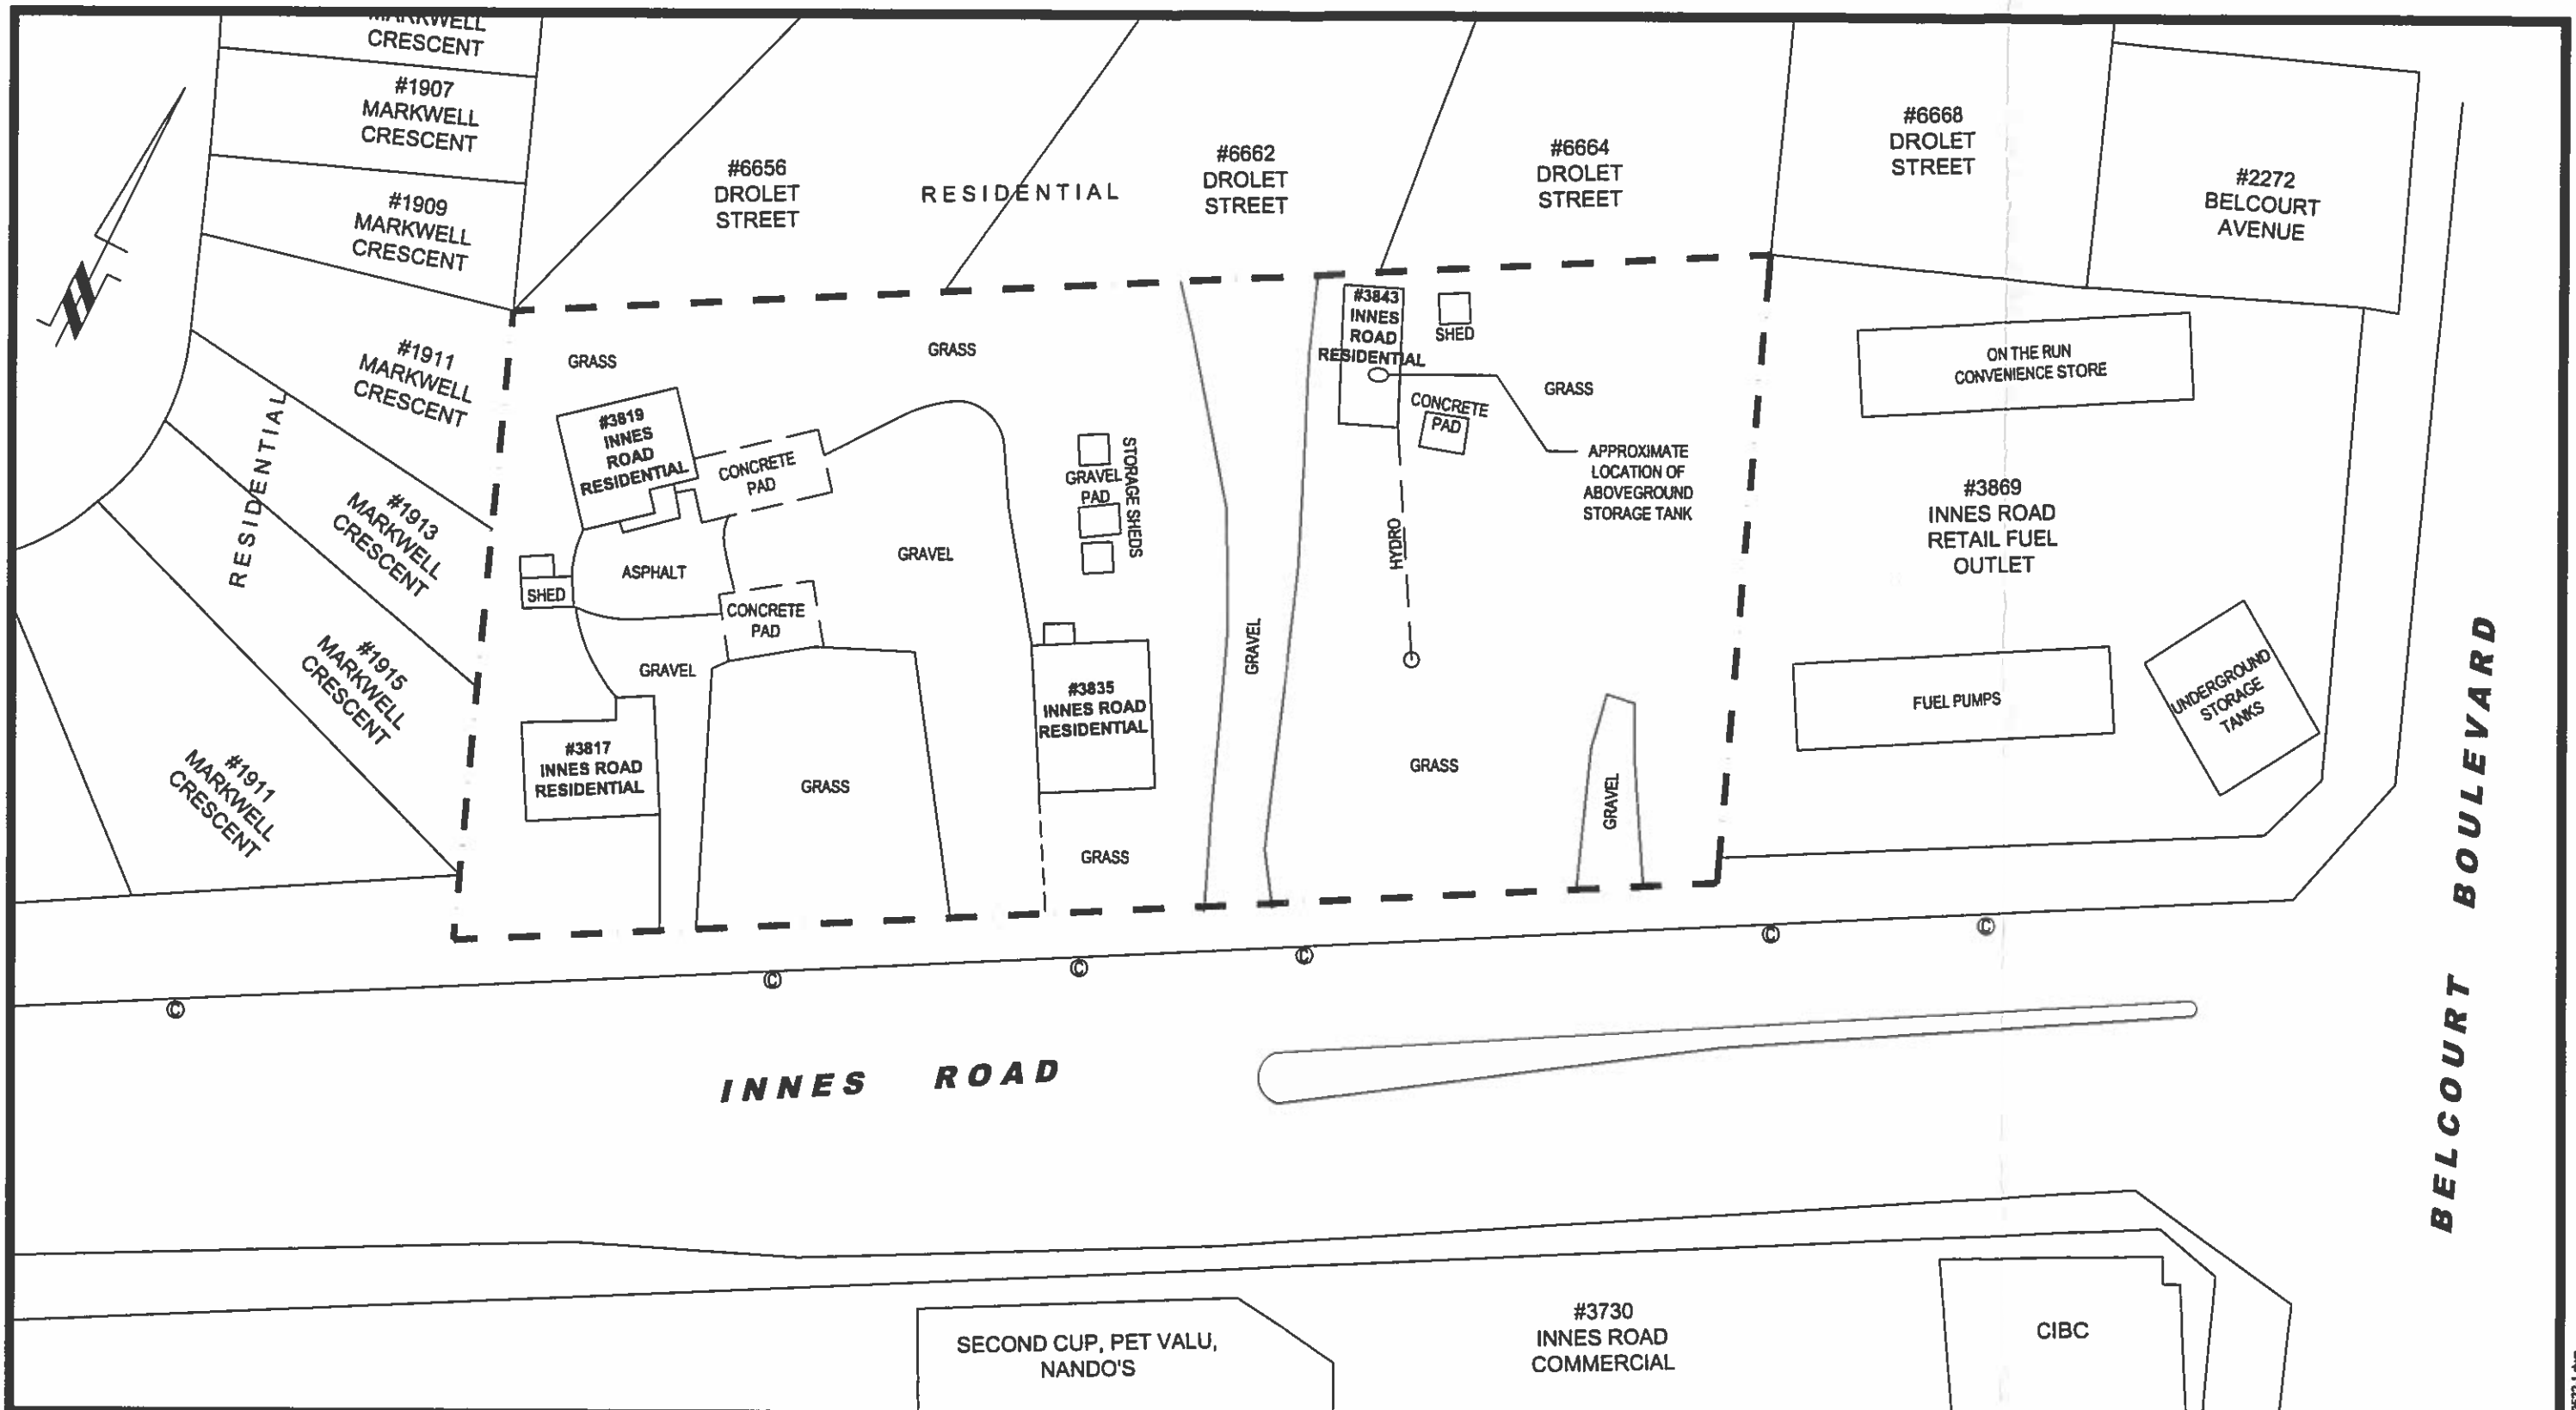 MARKWELL
CRESCENT
#1907
MARKWELL
CRESCENT
#1909
MARKWELL
CRESCENT
#1911
MARKWELL
CRESCENT
#1913
MARKWELL
CRESCENT
#1915
MARKWELL
CRESCENT
#1911
MARKWELL
CRESCENT
RESIDENTIAL
#6656
DROLET
STREET
RESIDENTIAL
#6662
DROLET
STREET
#6664
DROLET
STREET
#6668
DROLET
STREET
#2272
BELCOURT
AVENUE
GRASS
GRASS
#3819
INNES
ROAD
RESIDENTIAL
CONCRETE
PAD
ASPHALT
SHED
CONCRETE
PAD
GRAVEL
GRAVEL
#3817
INNES ROAD
RESIDENTIAL
GRASS
GRAVEL
PAD
STORAGE SHEDS
#3835
INNES ROAD
RESIDENTIAL
GRASS
GRAVEL
#3843
INNES
ROAD
RESIDENTIAL
SHED
GRASS
CONCRETE
PAD
APPROXIMATE
LOCATION OF
ABOVEGROUND
STORAGE TANK
HYDRO
GRASS
GRAVEL
ON THE RUN
CONVENIENCE STORE
#3869
INNES ROAD
RETAIL FUEL
OUTLET
FUEL PUMPS
UNDERGROUND
STORAGE
TANKS
BELCOURT BOULEVARD
C
C
C
C
C
C
INNES ROAD
SECOND CUP, PET VALU,
NANDO'S
#3730
INNES ROAD
COMMERCIAL
CIBC